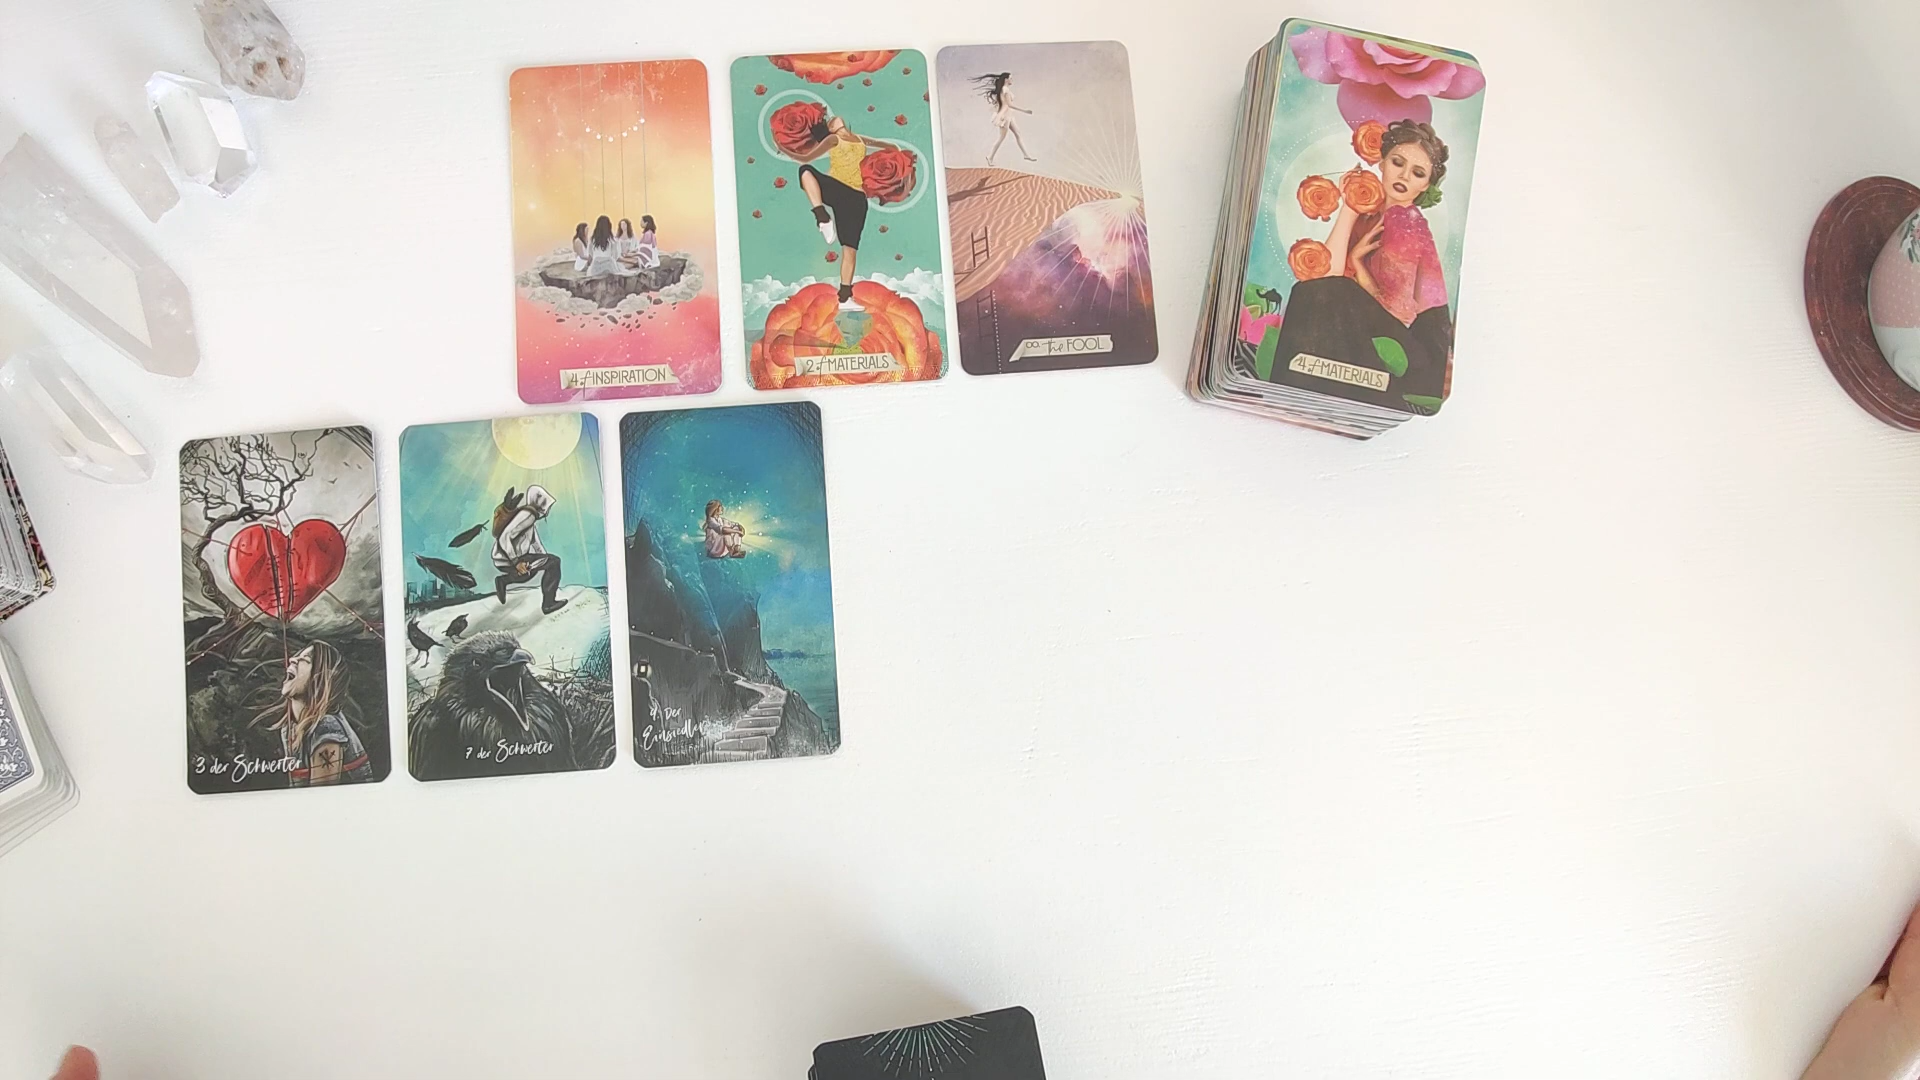 4 of INSPIRATION
2 of MATERIALS
00. the FOOL
4 of MATERIALS
3 der Schwerter
7 der Schwerter
9. Der
Einsiedler